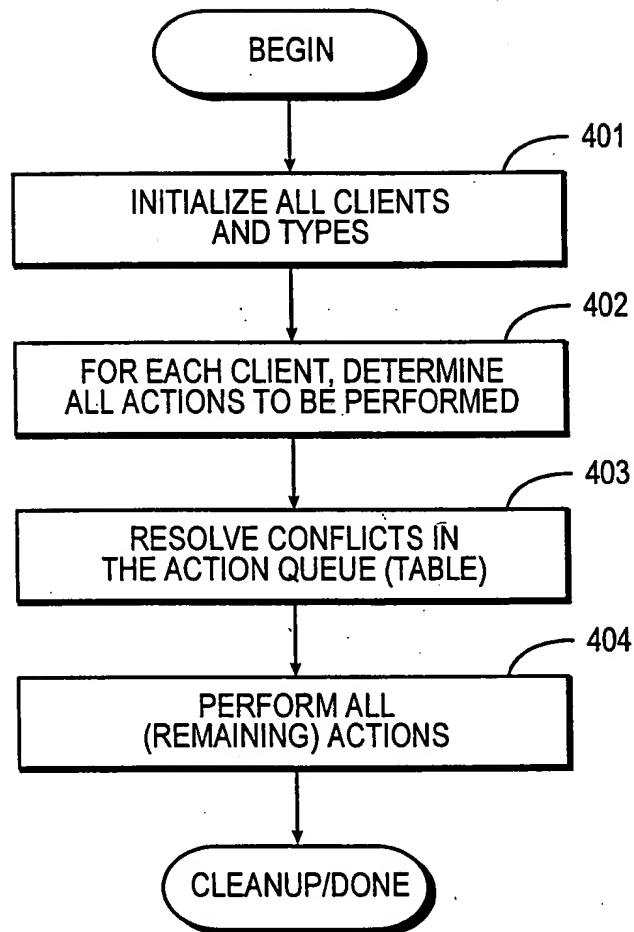 BEGIN
401
INITIALIZE ALL CLIENTS
AND TYPES
402
FOR EACH CLIENT, DETERMINE
ALL ACTIONS TO BE PERFORMED
403
RESOLVE CONFLICTS IN
THE ACTION QUEUE (TABLE)
404
PERFORM ALL
(REMAINING) ACTIONS
CLEANUP/DONE